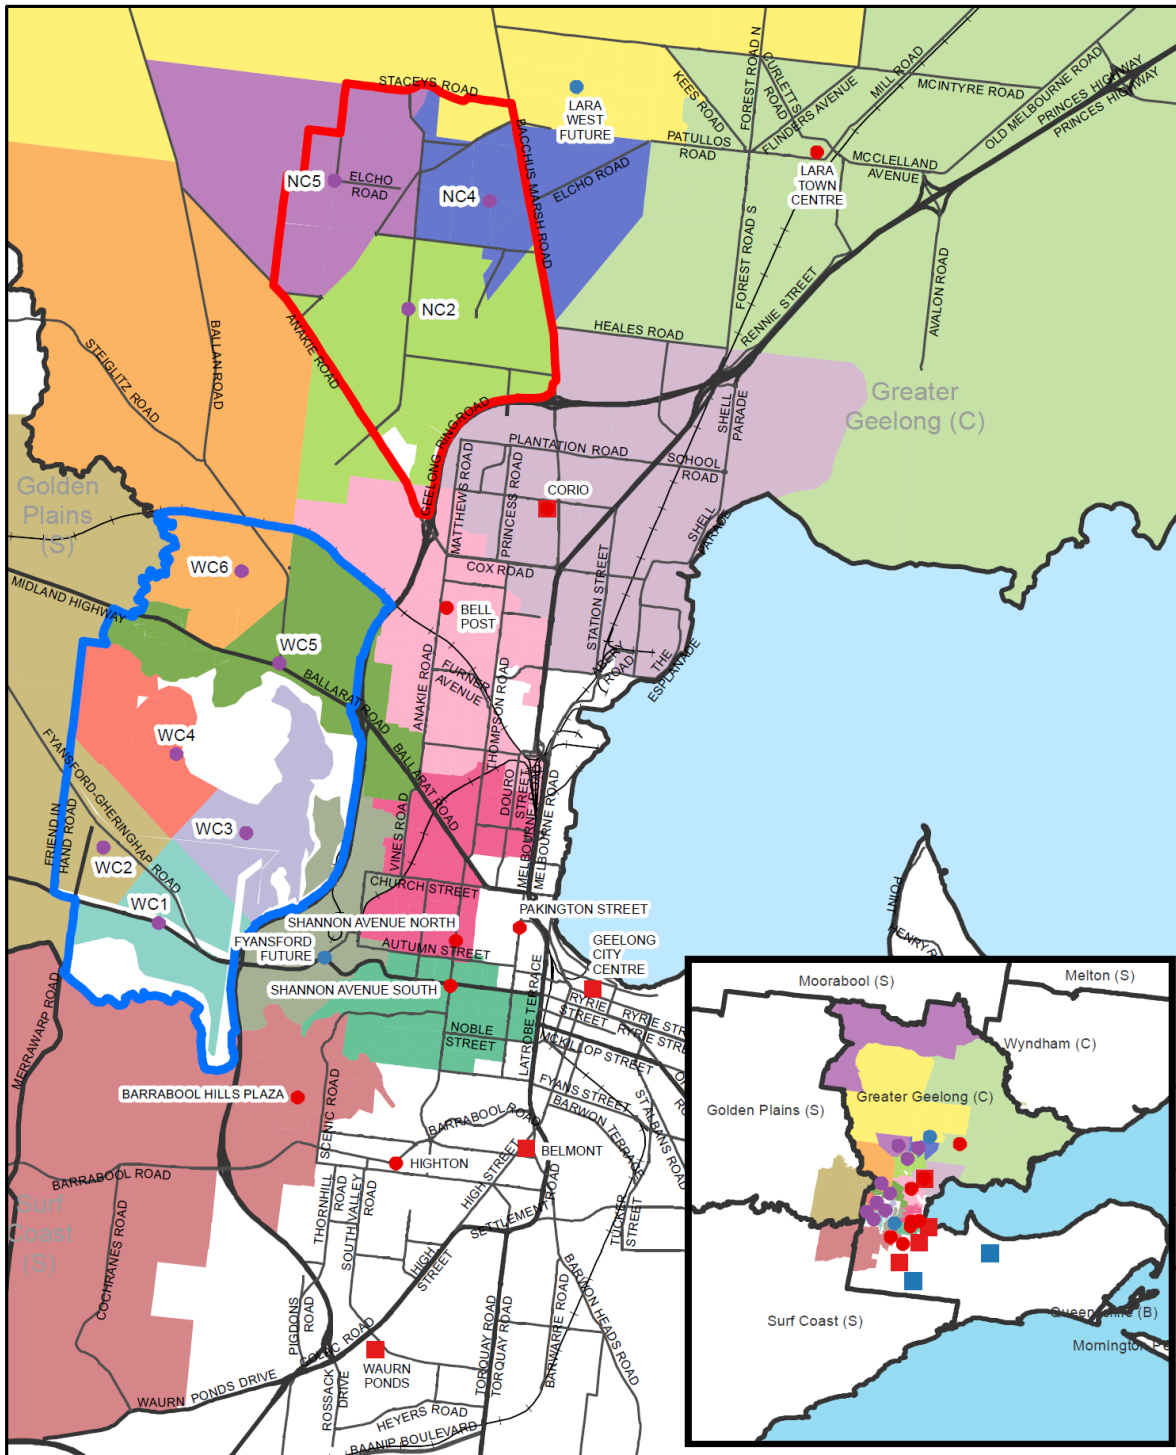 STACEYS ROAD
LARA
WEST
FUTURE
KEES ROAD
FOREST ROAD N
CURLETTS
ROAD
FLINDERS AVENUE
MILL ROAD
MCINTYRE ROAD
OLD MELBOURNE ROAD
PRINCES HIGHWAY
PRINCES HIGHWAY
PATULLOS
ROAD
MCCLELLAND
AVENUE
LARA
TOWN
CENTRE
NC5
ELCHO
ROAD
NC4
BACCHUS MARSH ROAD
ELCHO ROAD
FOREST ROAD S
AVALON ROAD
RENNIE STREET
NC2
HEALES ROAD
ANAKIE ROAD
BALLAN ROAD
STEIGLITZ ROAD
Greater
Geelong (C)
SHELL
PARADE
GEELONG RING ROAD
PLANTATION ROAD
SCHOOL
ROAD
MATTHEWS ROAD
PRINCESS ROAD
CORIO
Golden
Plains
(S)
SHELL
PARADE
COX ROAD
WC6
MIDLAND HIGHWAY
BELL
POST
STATION STREET
WC5
BALLARAT ROAD
ANAKIE ROAD
FURNER
AVENUE
THOMPSON ROAD
ROAD
THE
ESPLANADE
WC4
FYANSFORD-GHERINGHAP ROAD
BALLARAT ROAD
DOURO
STREET
MELBOURNE ROAD
MELBOURNE ROAD
WC3
FRIEND IN
HAND ROAD
WC2
VINES ROAD
CHURCH STREET
WC1
SHANNON AVENUE NORTH
PAKINGTON STREET
FYANSFORD
FUTURE
AUTUMN STREET
GEELONG
CITY
CENTRE
POINT
SHANNON AVENUE SOUTH
MERRAWARP ROAD
NOBLE
STREET
LATROBE TERRACE
RYRIE
STREET
RYRIE
MCKILLOP STREET
BARRABOOL HILLS PLAZA
SCENIC ROAD
FYANS STREET
BARWON TERRACE
ST ALBANS ROAD
BARRABOOL ROAD
HIGH STREET
BELMONT
HIGHTON
BARRABOOL ROAD
Surf
Coast
(S)
COCHRANES ROAD
THORNHILL
ROAD
SOUTH VALLEY
ROAD
SETTLEMENT ROAD
TUCKER
STREET
HIGH
STREET
PIGDONS
ROAD
COLAC ROAD
WAURN
PONDS
TORQUAY ROAD
TORQUAY ROAD
BARWARRE ROAD
BARWON HEADS ROAD
WAURN PONDS DRIVE
ROSSACK
DRIVE
HEYERS ROAD
BAANIP BOULEVARD
Moorabool (S)
Melton (S)
Wyndham (C)
Golden Plains (S)
Greater Geelong (C)
Surf Coast (S)
(B)
Mornington